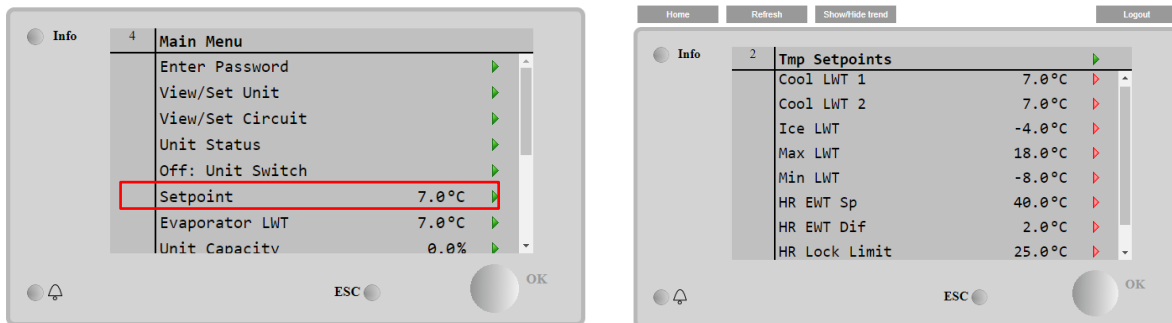 Info
4 Main Menu
Enter Password
View/Set Unit
View/Set Circuit
Unit Status
Off: Unit Switch
Setpoint 7.0°C
Evaporator LWT 7.0°C
Unit Capacity 0.0%
ESC
OK
Home Refresh Show/Hide trend Logout
Info
2 Tmp Setpoints
Cool LWT 1 7.0°C
Cool LWT 2 7.0°C
Ice LWT -4.0°C
Max LWT 18.0°C
Min LWT -8.0°C
HR EWT Sp 40.0°C
HR EWT Dif 2.0°C
HR Lock Limit 25.0°C
ESC
OK